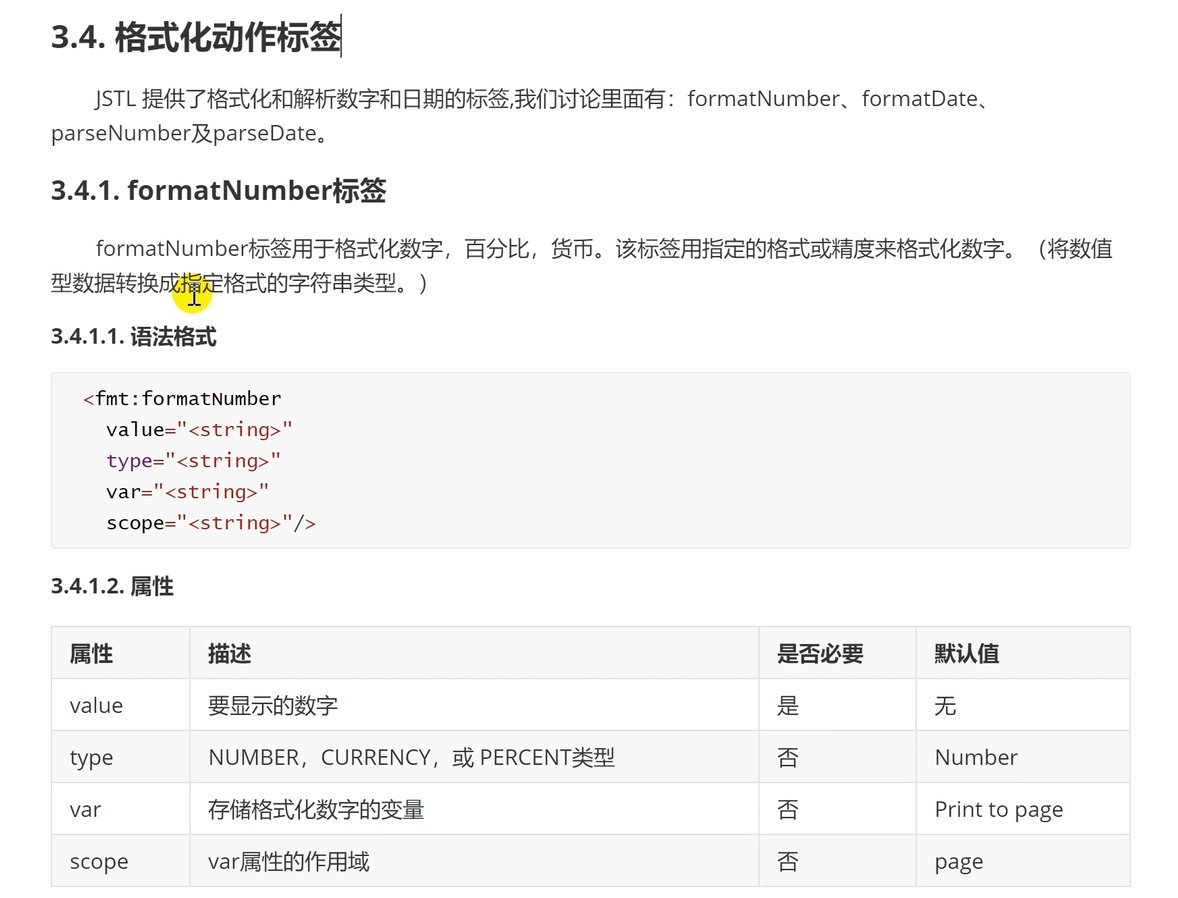 3.4. 格式化动作标签
JSTL 提供了格式化和解析数字和日期的标签,我们讨论里面有：formatNumber、formatDate、
parseNumber及parseDate。
3.4.1. formatNumber标签
formatNumber标签用于格式化数字，百分比，货币。该标签用指定的格式或精度来格式化数字。（将数值
型数据转换成指定格式的字符串类型。）
3.4.1.1. 语法格式
<fmt:formatNumber
value="<string>"
type="<string>"
var="<string>"
scope="<string>"/>
3.4.1.2. 属性
属性 描述 是否必要 默认值
value 要显示的数字 是 无
type NUMBER，CURRENCY，或 PERCENT类型 否 Number
var 存储格式化数字的变量 否 Print to page
scope var属性的作用域 否 page